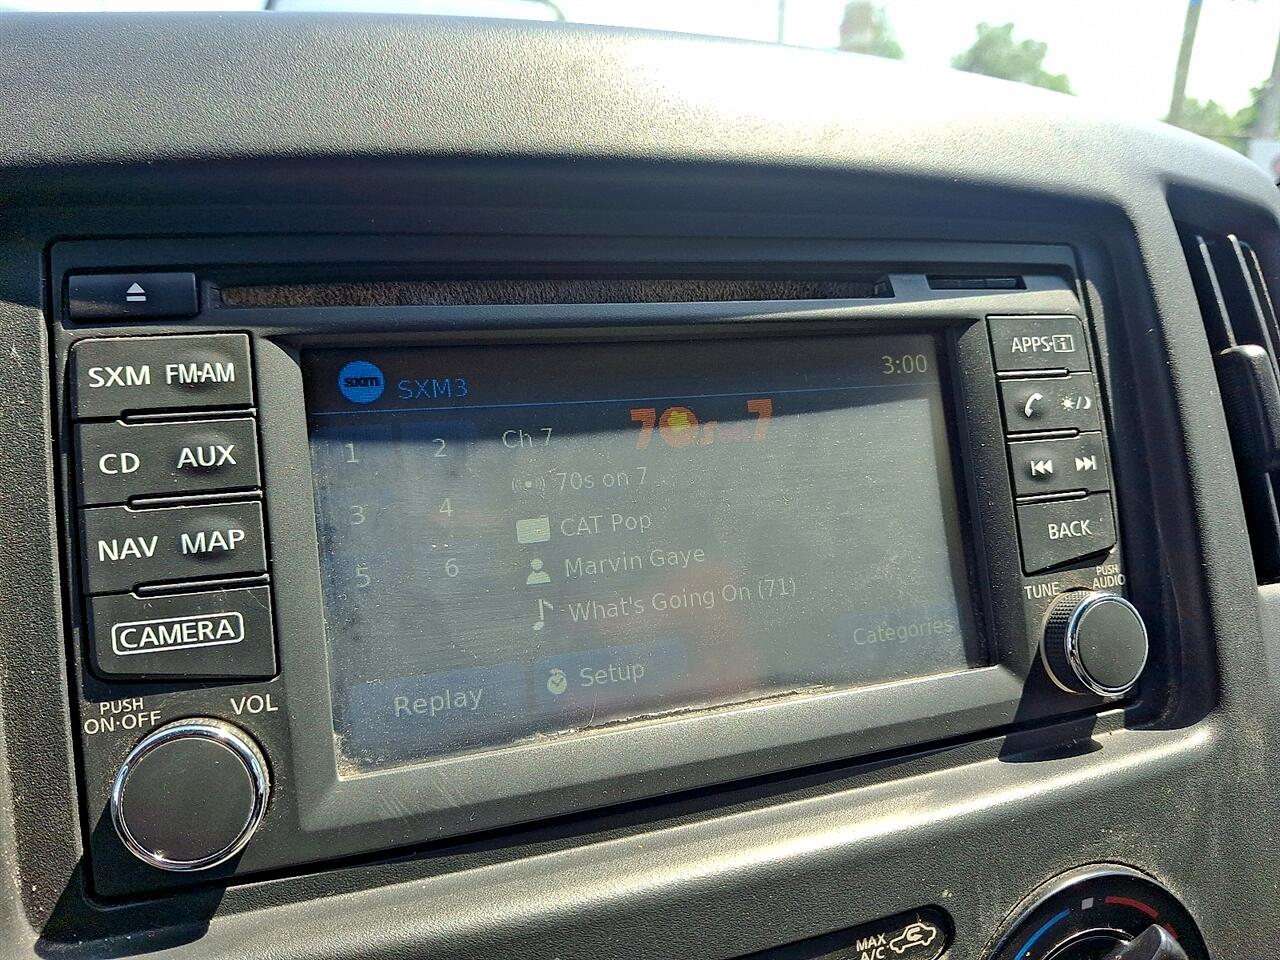 SXM FM·AM
CD AUX
NAV MAP
CAMERA
PUSH
ON·OFF
VOL
sxm SXM3
3:00
1 2
3 4
5 6
Ch 7
70s on 7
70s on 7
CAT Pop
Marvin Gaye
What's Going On (71)
Replay
Setup
Categories
APPS·i
BACK
TUNE
PUSH
AUDIO
MAX
A/C